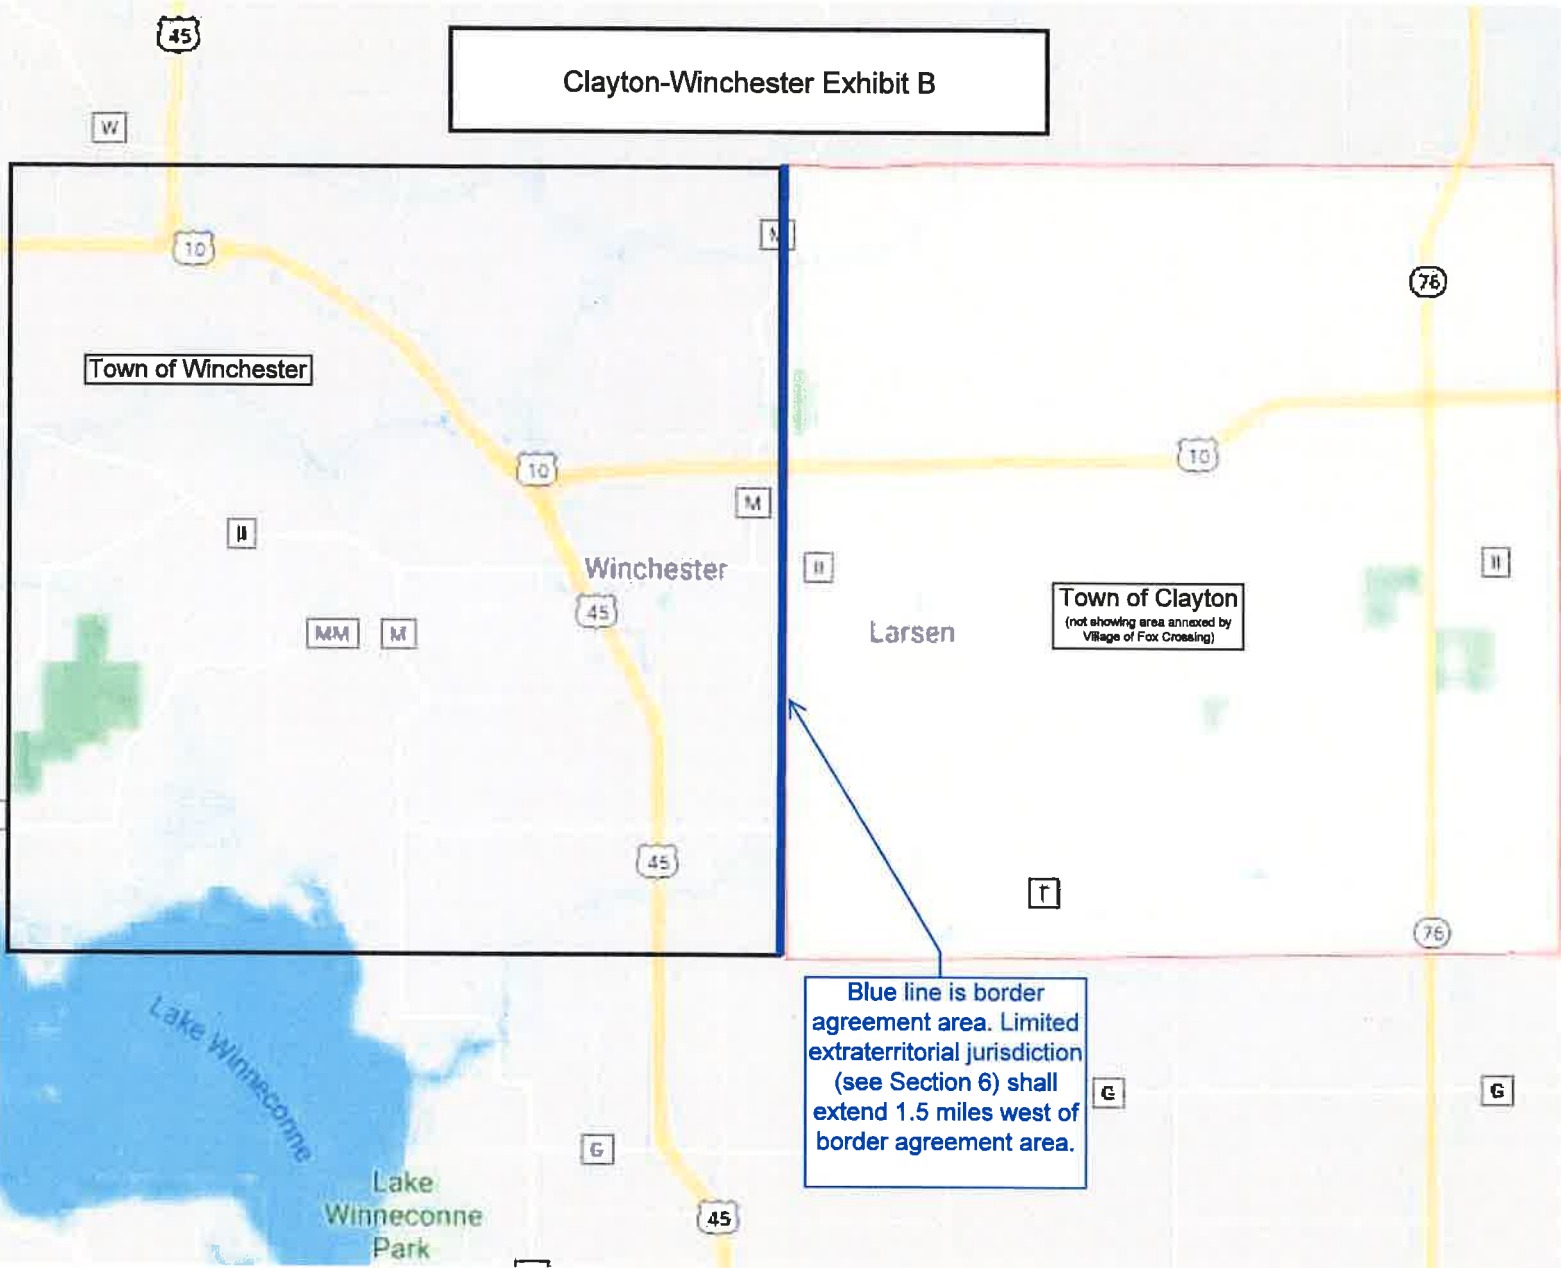 45
Clayton-Winchester Exhibit B
W
10
M
76
Town of Winchester
10
10
M
II
Winchester
II
II
45
Town of Clayton
(not showing area annexed by
Village of Fox Crossing)
MM
M
Larsen
45
T
76
Blue line is border
agreement area. Limited
extraterritorial jurisdiction
(see Section 6) shall
extend 1.5 miles west of
border agreement area.
Lake Winneconne
G
G
G
Lake
Winneconne
Park
45